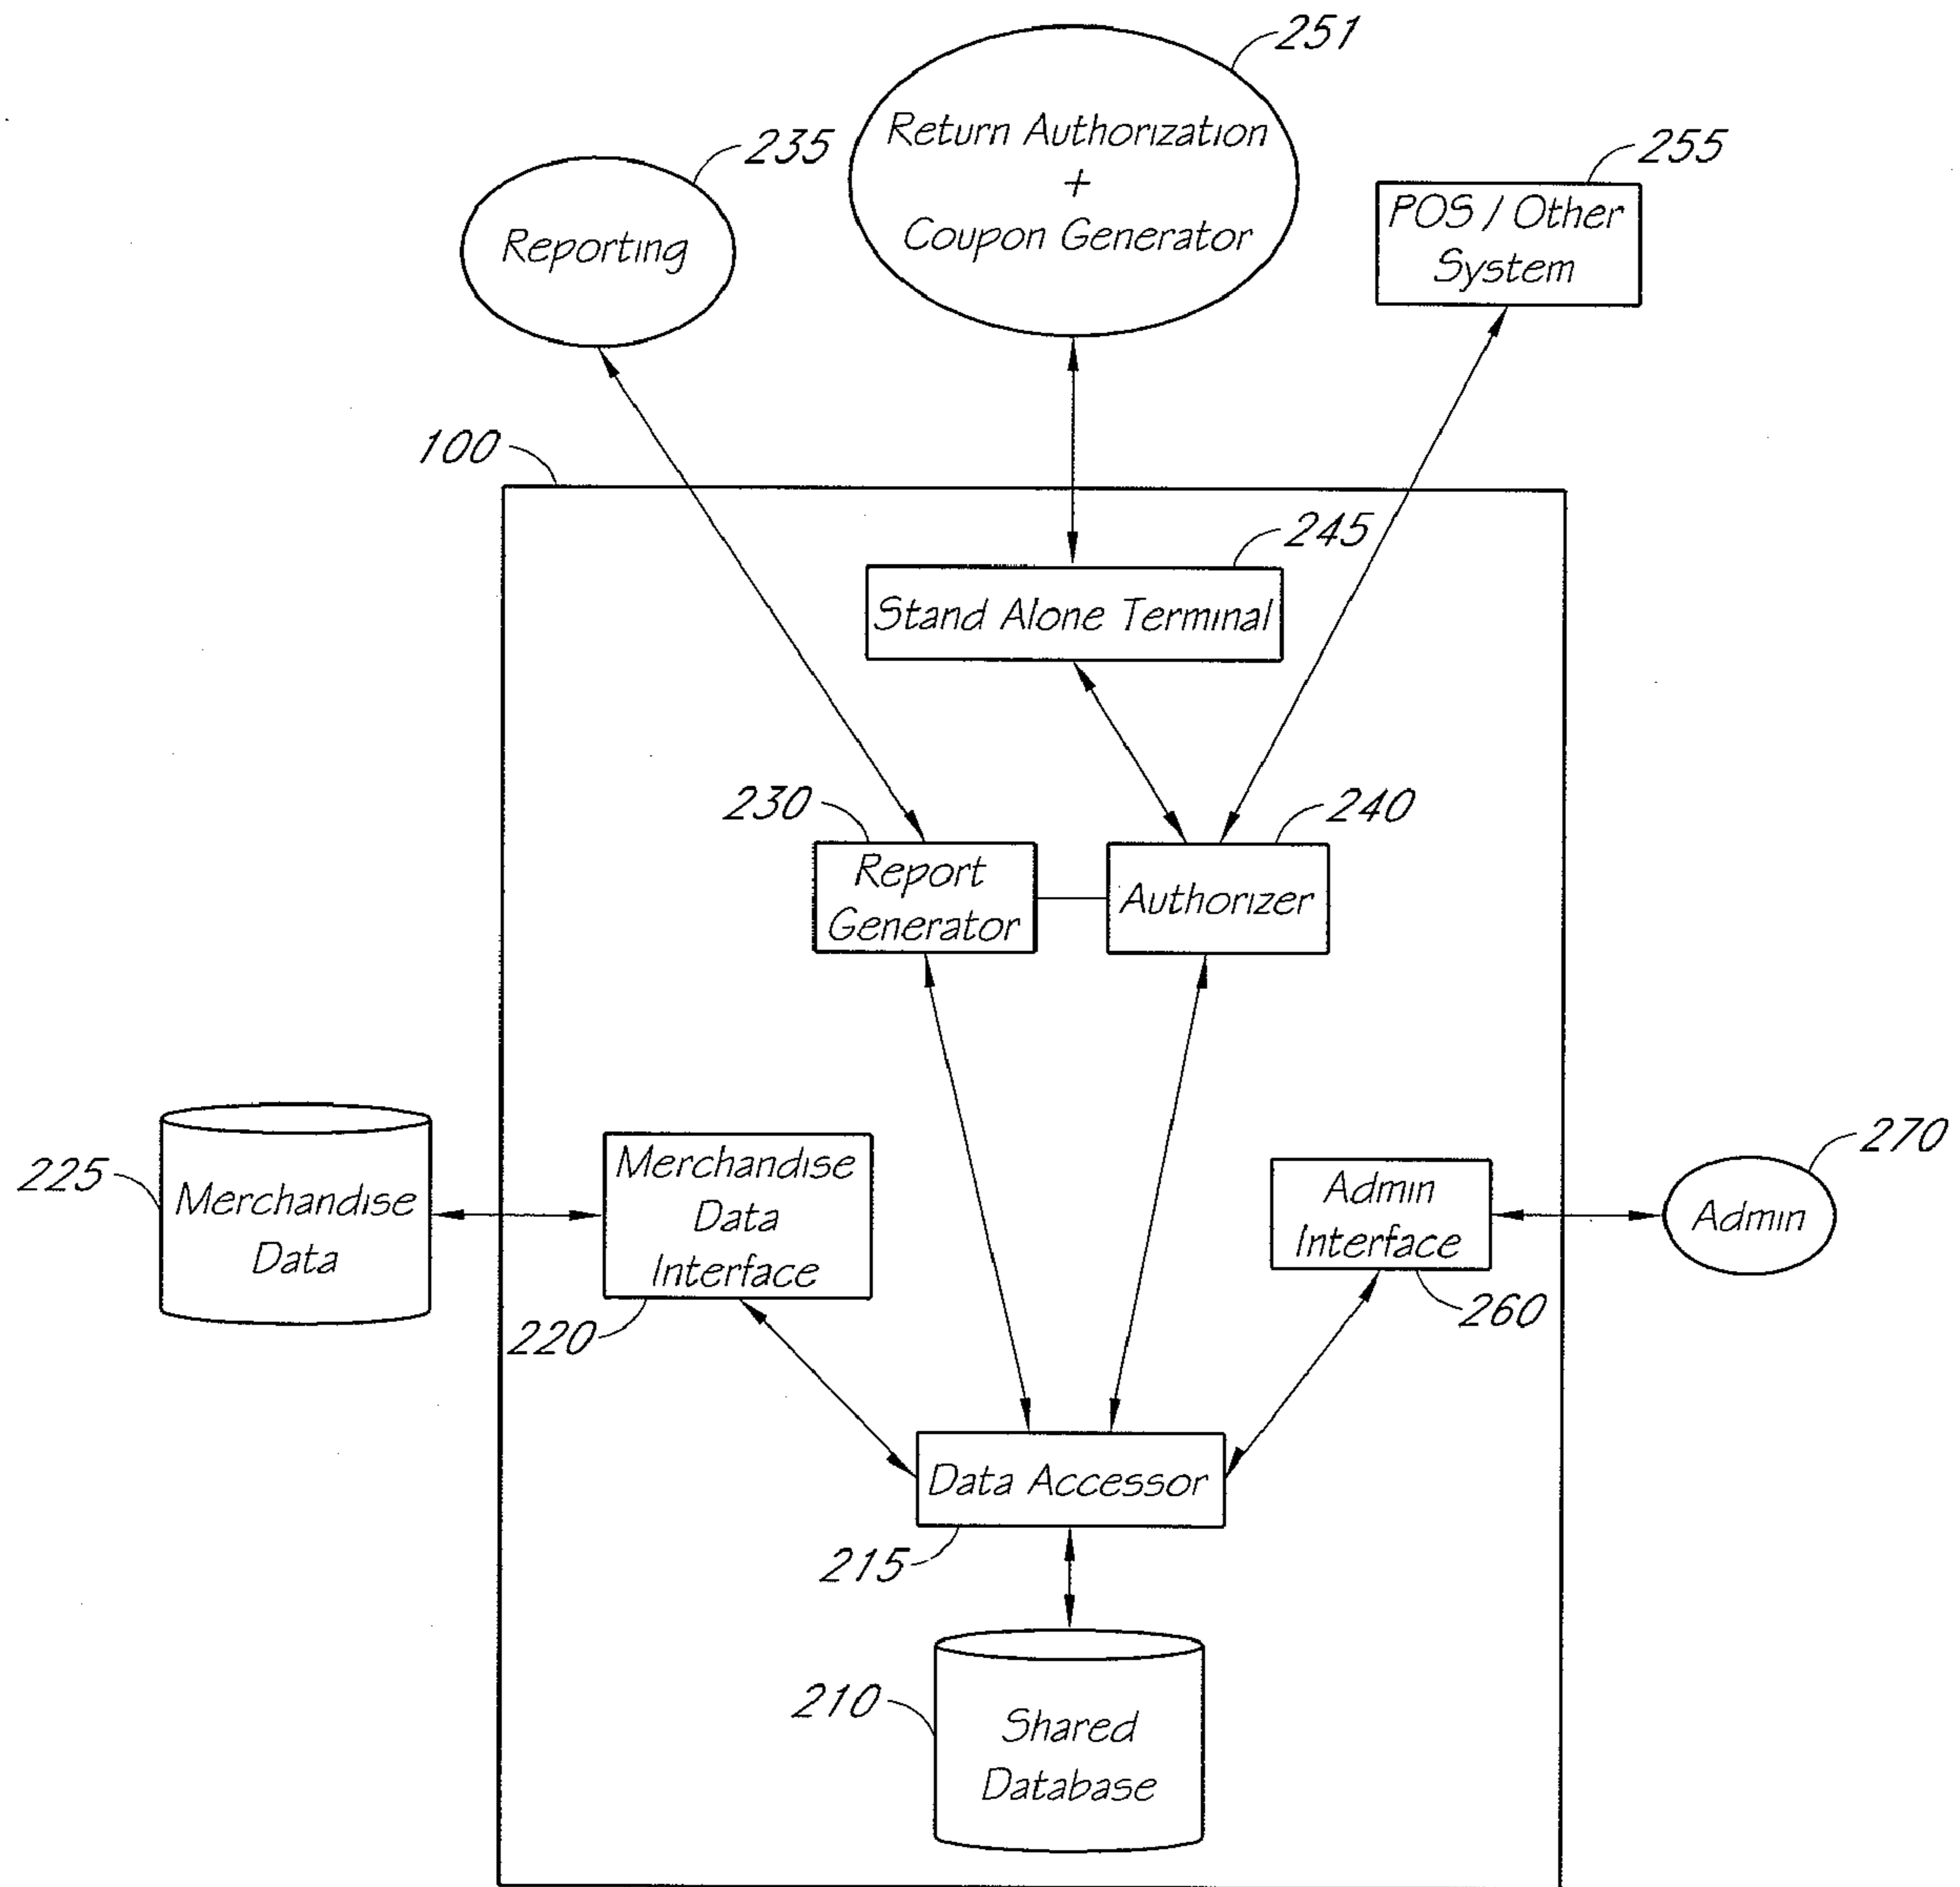 251
Return Authorization
+
Coupon Generator
235
Reporting
255
POS / Other
System
100
245
Stand Alone Terminal
230
Report
Generator
240
Authorizer
225
Merchandise
Data
Merchandise
Data
Interface
220
Admin
Interface
260
270
Admin
Data Accessor
215
210
Shared
Database